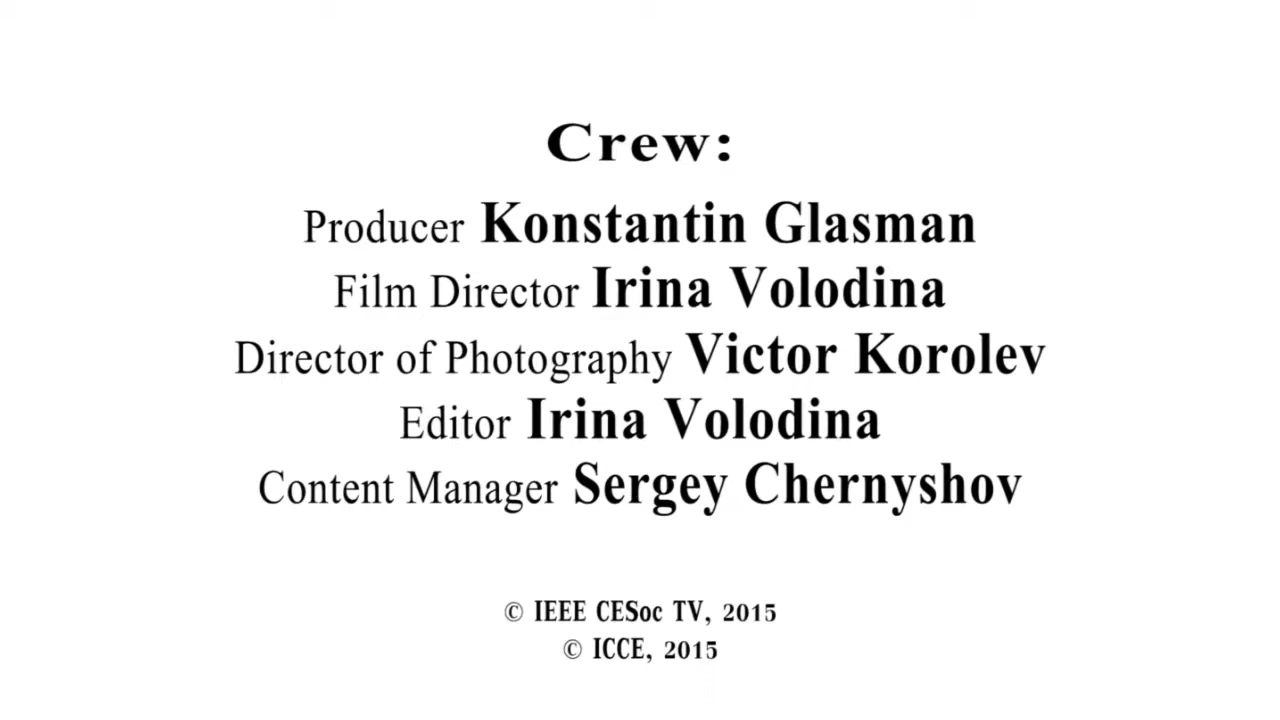 Crew:
Producer Konstantin Glasman
Film Director Irina Volodina
Director of Photography Victor Korolev
Editor Irina Volodina
Content Manager Sergey Chernyshov
© IEEE CESoc TV, 2015
© ICCE, 2015